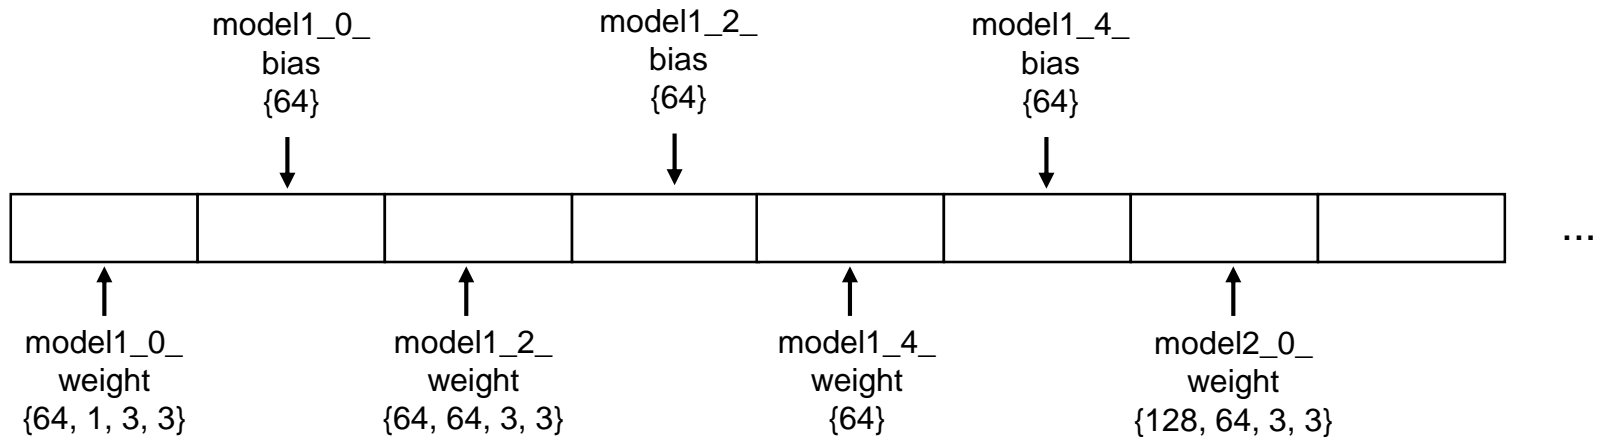 model1_0_
bias
{64}
model1_2_
bias
{64}
model1_4_
bias
{64}
...
model1_0_
weight
{64, 1, 3, 3}
model1_2_
weight
{64, 64, 3, 3}
model1_4_
weight
{64}
model2_0_
weight
{128, 64, 3, 3}